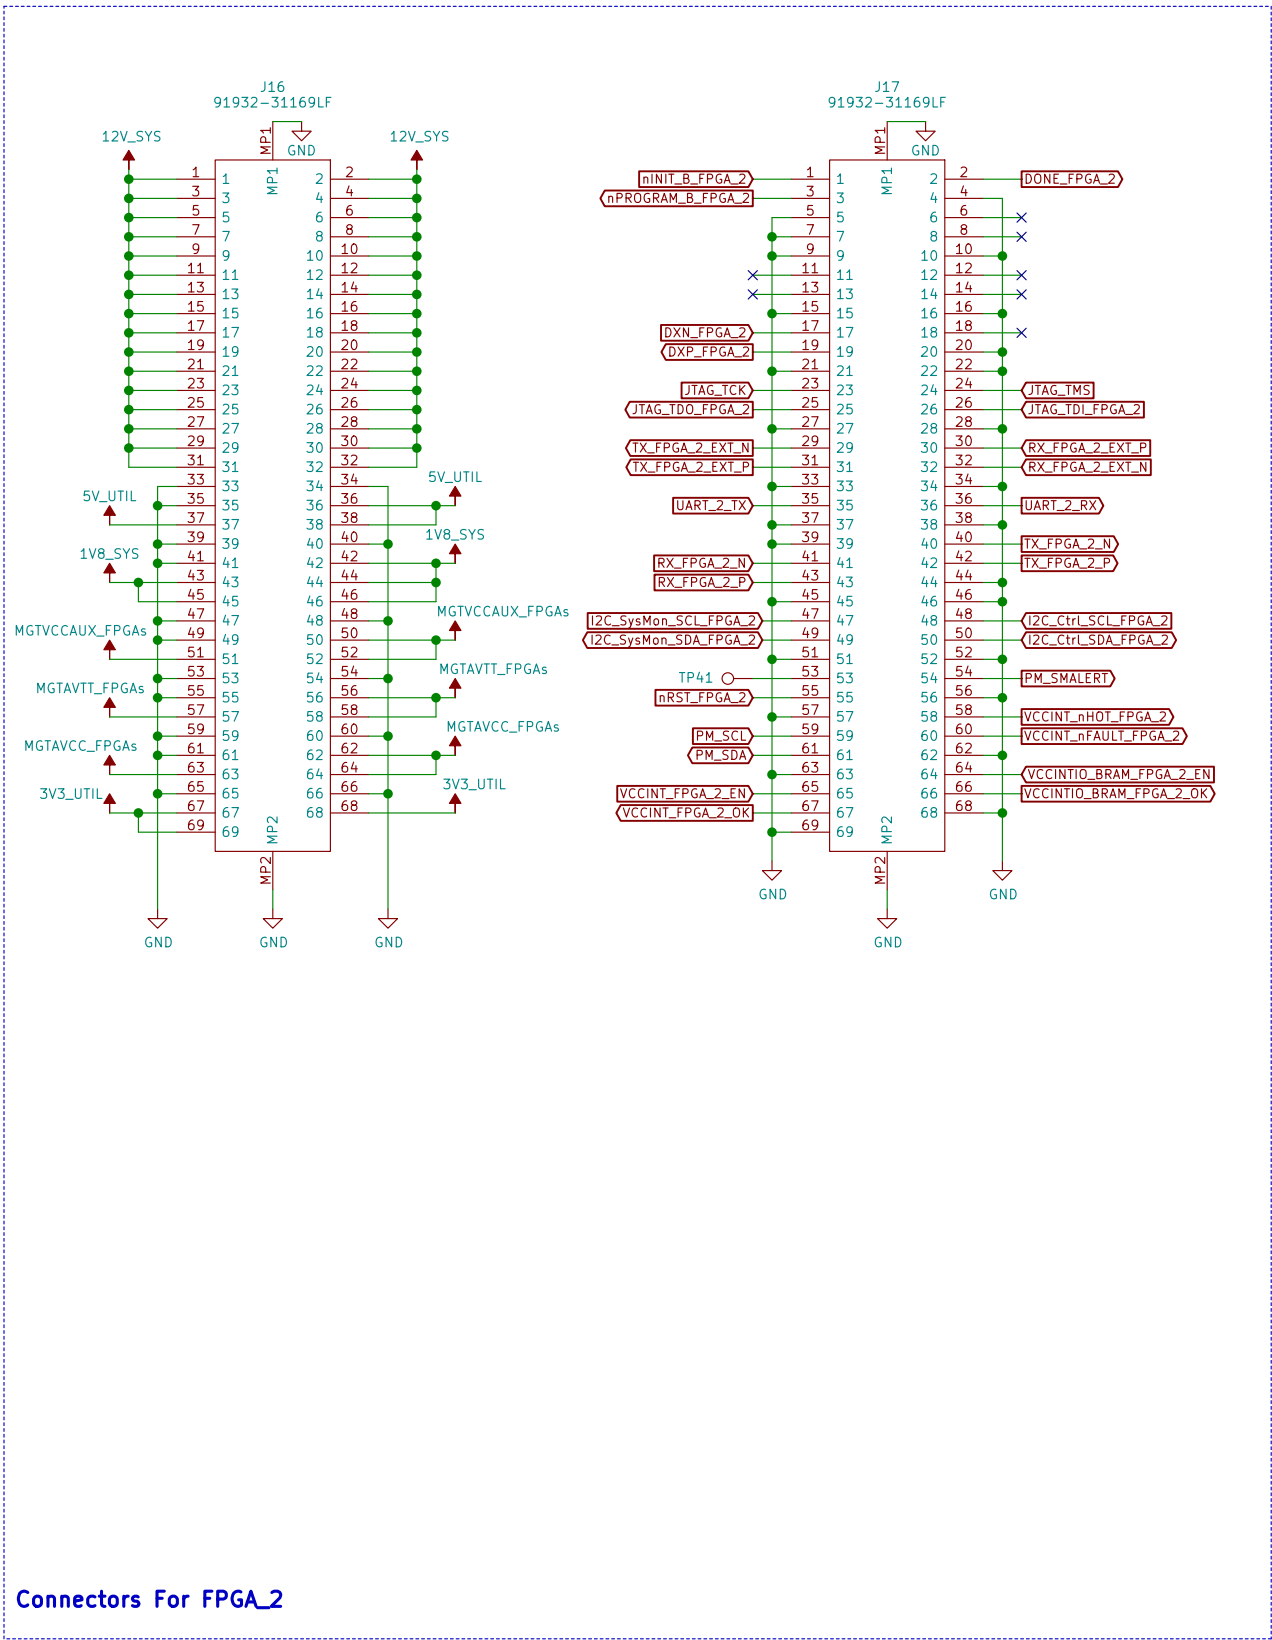 J16
91932-31169LF
J17
91932-31169LF
12V_SYS MP1 GND 12V_SYS MP1 GND
1 1 MP1 2 2 nINIT_B_FPGA_2 1 1 MP1 2 2 DONE_FPGA_2
3 3 4 4 nPROGRAM_B_FPGA_2 3 3 4 4
5 5 6 6 5 5 6 6
7 7 8 8 7 7 8 8
9 9 10 10 9 9 10 10
11 11 12 12 11 11 12 12
13 13 14 14 13 13 14 14
15 15 16 16 15 15 16 16
17 17 18 18 DXN_FPGA_2 17 17 18 18
19 19 20 20 DXP_FPGA_2 19 19 20 20
21 21 22 22 21 21 22 22
23 23 24 24 JTAG_TCK 23 23 24 24 JTAG_TMS
25 25 26 26 JTAG_TDO_FPGA_2 25 25 26 26 JTAG_TDI_FPGA_2
27 27 28 28 27 27 28 28
29 29 30 30 TX_FPGA_2_EXT_N 29 29 30 30 RX_FPGA_2_EXT_P
31 31 32 32 TX_FPGA_2_EXT_P 31 31 32 32 RX_FPGA_2_EXT_N
5V_UTIL
33 33 34 34 33 33 34 34
5V_UTIL
35 35 36 36 UART_2_TX 35 35 36 36 UART_2_RX
37 37 38 38 37 37 38 38
1V8_SYS
39 39 40 40 39 39 40 40 TX_FPGA_2_N
1V8_SYS
41 41 42 42 RX_FPGA_2_N 41 41 42 42 TX_FPGA_2_P
43 43 44 44 RX_FPGA_2_P 43 43 44 44
45 45 46 46 45 45 46 46
MGTVCCAUX_FPGAs
47 47 48 48 I2C_SysMon_SCL_FPGA_2 47 47 48 48 I2C_Ctrl_SCL_FPGA_2
MGTVCCAUX_FPGAs
49 49 50 50 I2C_SysMon_SDA_FPGA_2 49 49 50 50 I2C_Ctrl_SDA_FPGA_2
51 51 52 52 51 51 52 52
MGTAVTT_FPGAs
53 53 54 54 TP41 53 53 54 54 PM_SMALERT
MGTAVTT_FPGAs
55 55 56 56 nRST_FPGA_2 55 55 56 56
57 57 58 58 57 57 58 58 VCCINT_nHOT_FPGA_2
MGTAVCC_FPGAs
59 59 60 60 PM_SCL 59 59 60 60 VCCINT_nFAULT_FPGA_2
MGTAVCC_FPGAs
61 61 62 62 PM_SDA 61 61 62 62
63 63 64 64 63 63 64 64 VCCINTIO_BRAM_FPGA_2_EN
3V3_UTIL
3V3_UTIL 65 65 66 66 VCCINT_FPGA_2_EN 65 65 66 66 VCCINTIO_BRAM_FPGA_2_OK
67 67 68 68 VCCINT_FPGA_2_OK 67 67 68 68
69 69 MP2 69 69 MP2
MP2 MP2
GND GND
GND GND GND GND
Connectors For FPGA_2